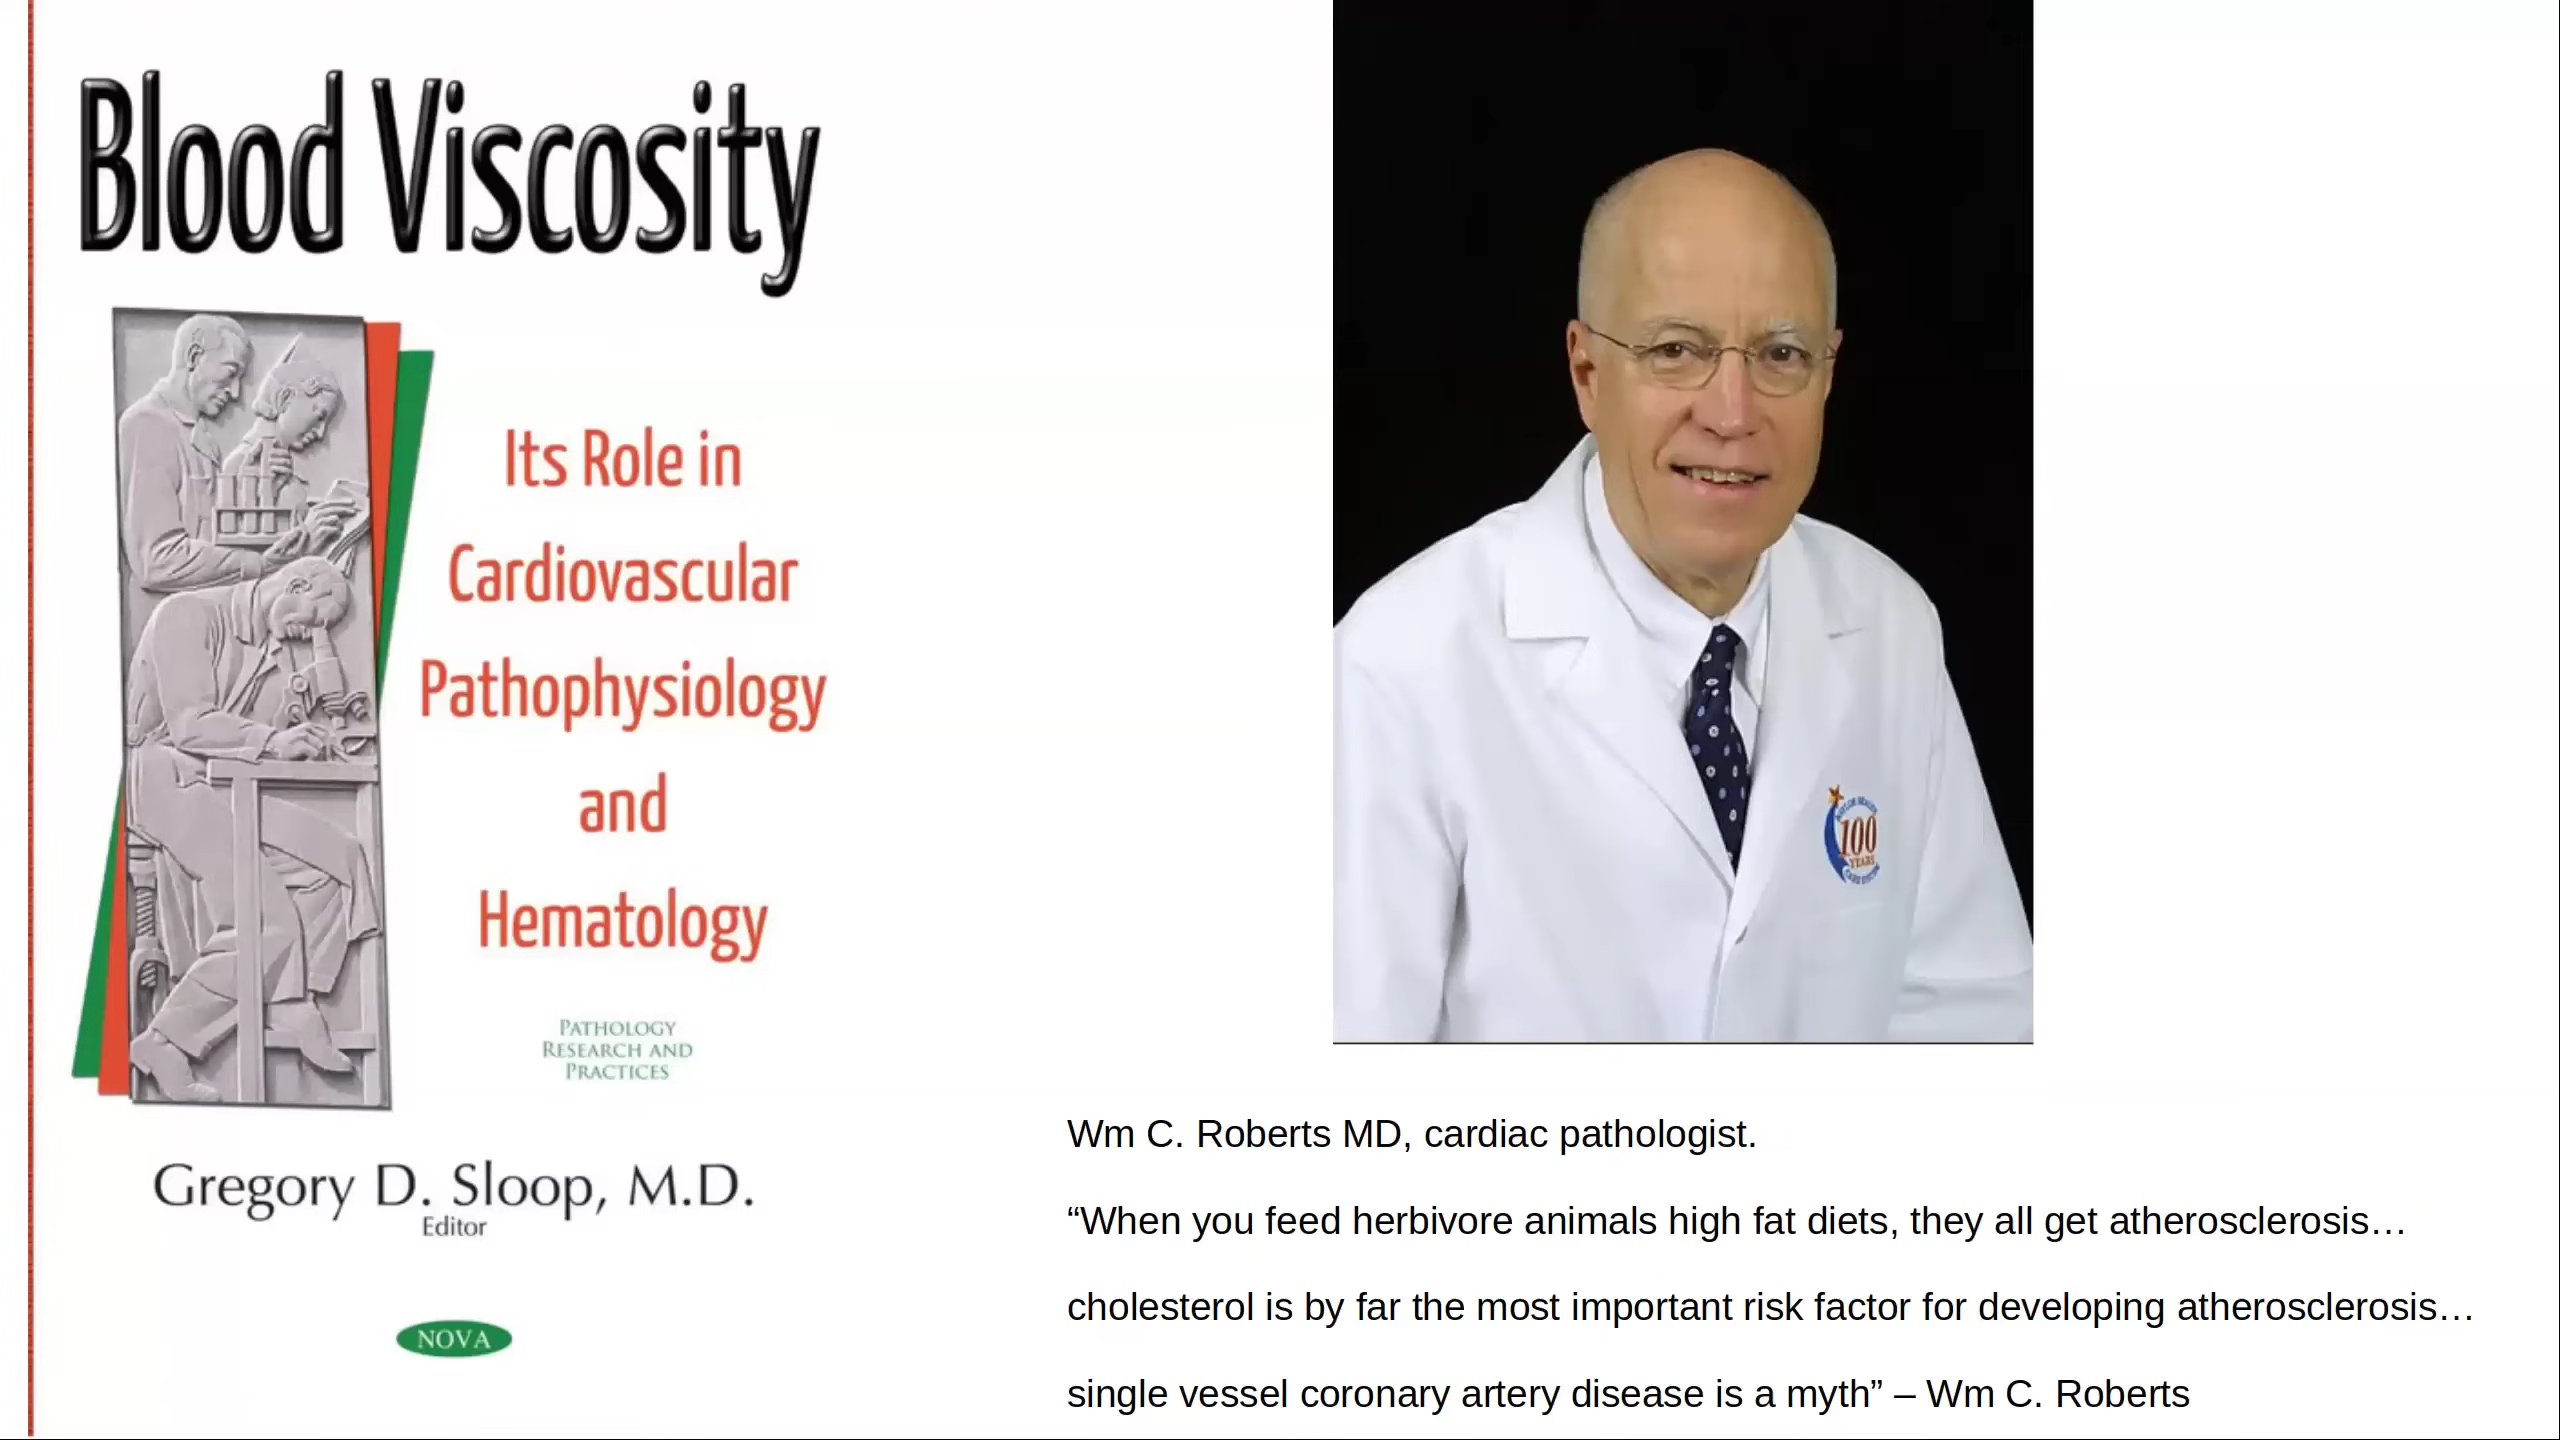 Blood Viscosity
Its Role in
Cardiovascular
Pathophysiology
and
Hematology
PATHOLOGY
RESEARCH AND
PRACTICES
Gregory D. Sloop, M.D.
Editor
NOVA
100
YEARS
Wm C. Roberts MD, cardiac pathologist.
“When you feed herbivore animals high fat diets, they all get atherosclerosis…
cholesterol is by far the most important risk factor for developing atherosclerosis…
single vessel coronary artery disease is a myth” – Wm C. Roberts